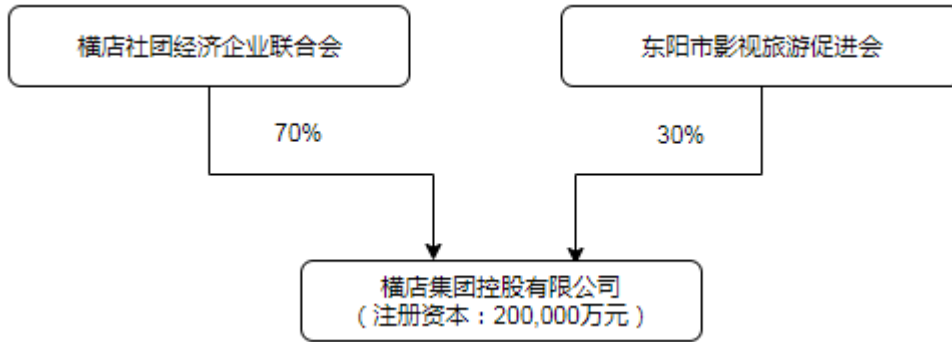 横店社团经济企业联合会
东阳市影视旅游促进会
70%
30%
横店集团控股有限公司
（注册资本：200,000万元）